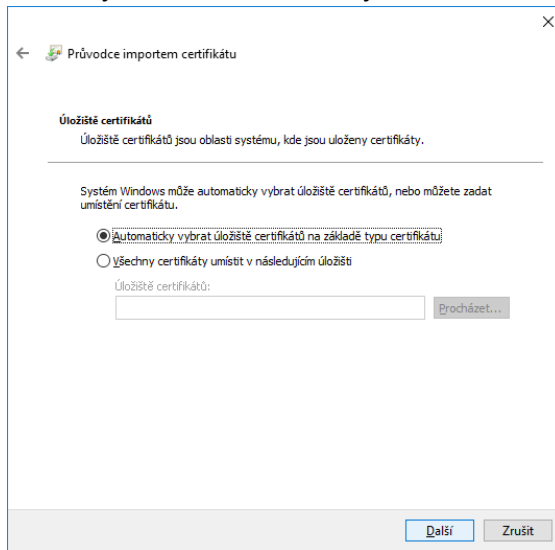 Průvodce importem certifikátu
Úložiště certifikátů
Úložiště certifikátů jsou oblasti systému, kde jsou uloženy certifikáty.
Systém Windows může automaticky vybrat úložiště certifikátů, nebo můžete zadat
umístění certifikátu.
Automaticky vybrat úložiště certifikátů na základě typu certifikátu
Všechny certifikáty umístit v následujícím úložišti
Úložiště certifikátů:
Procházet...
Další
Zrušit